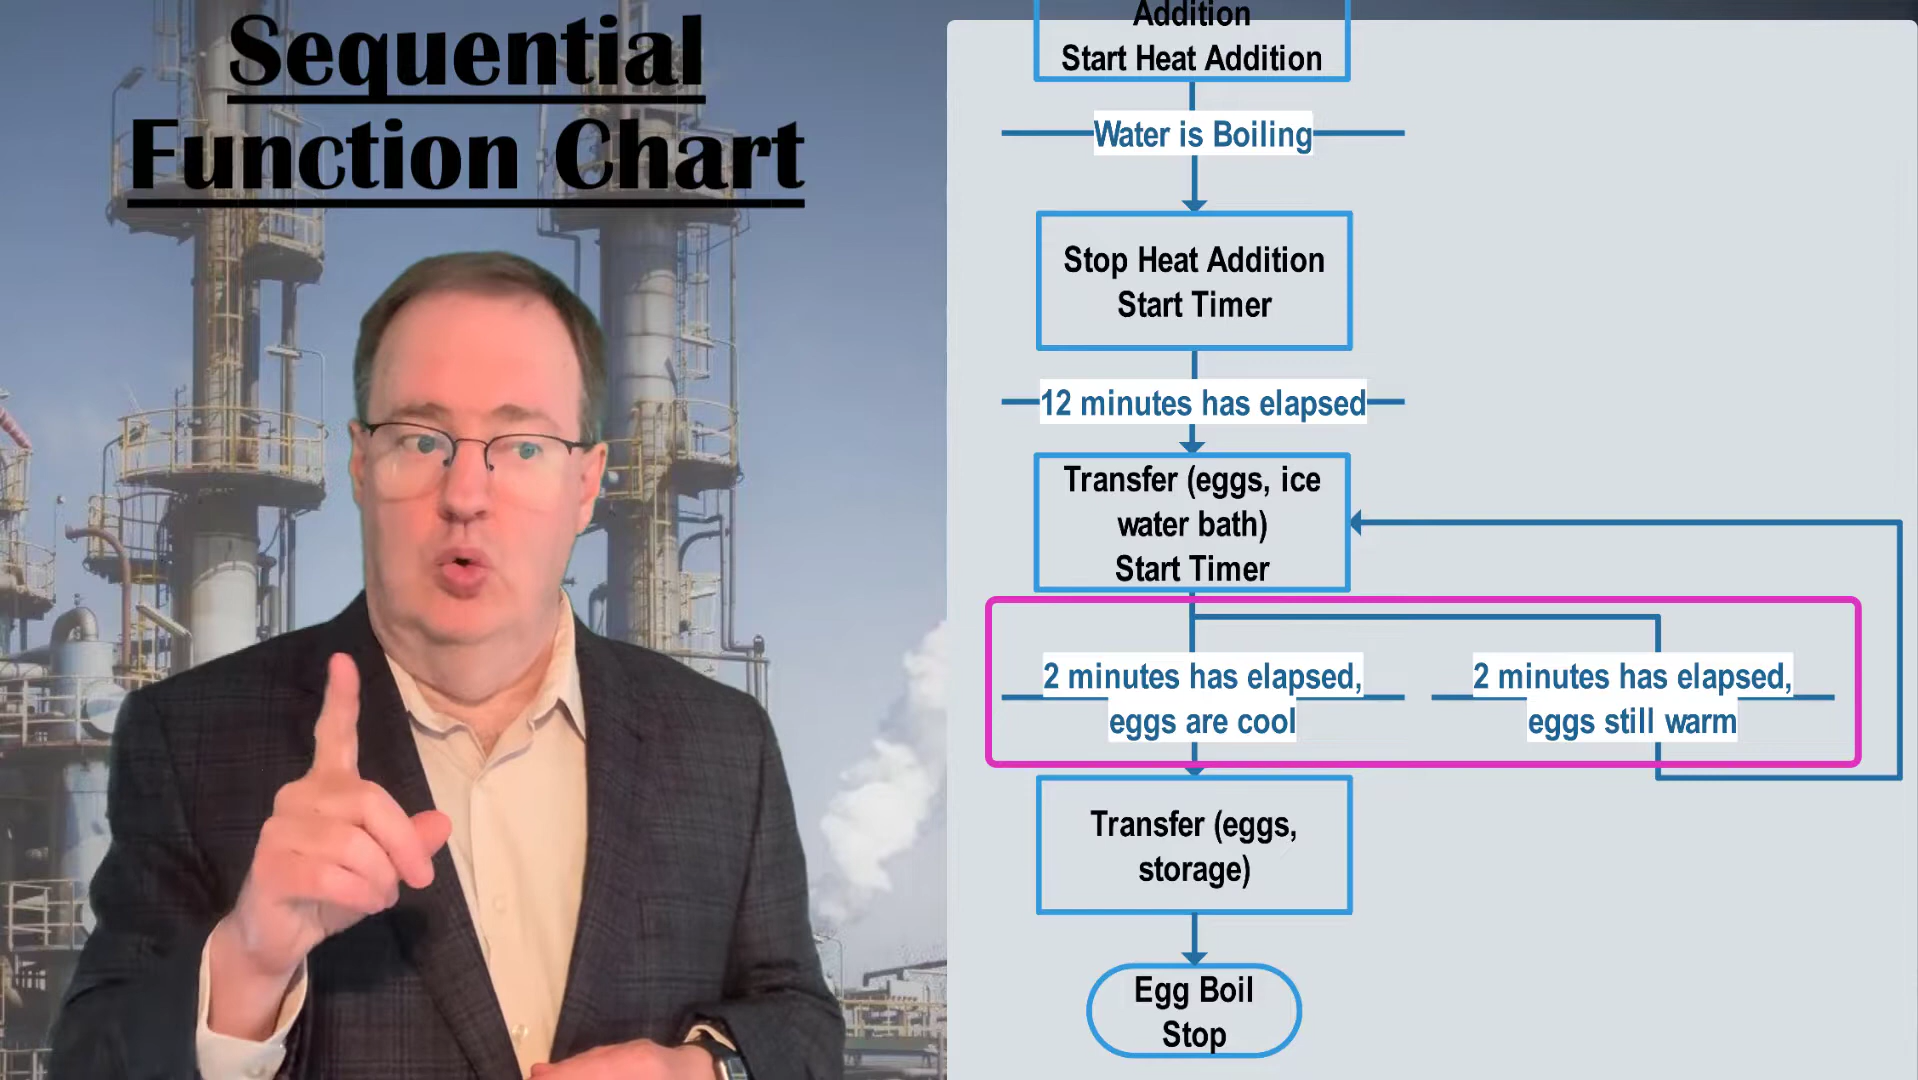 Sequential
Function Chart
Addition
Start Heat Addition
Water is Boiling
Stop Heat Addition
Start Timer
12 minutes has elapsed
Transfer (eggs, ice
water bath)
Start Timer
2 minutes has elapsed,
eggs are cool
2 minutes has elapsed,
eggs still warm
Transfer (eggs,
storage)
Egg Boil
Stop